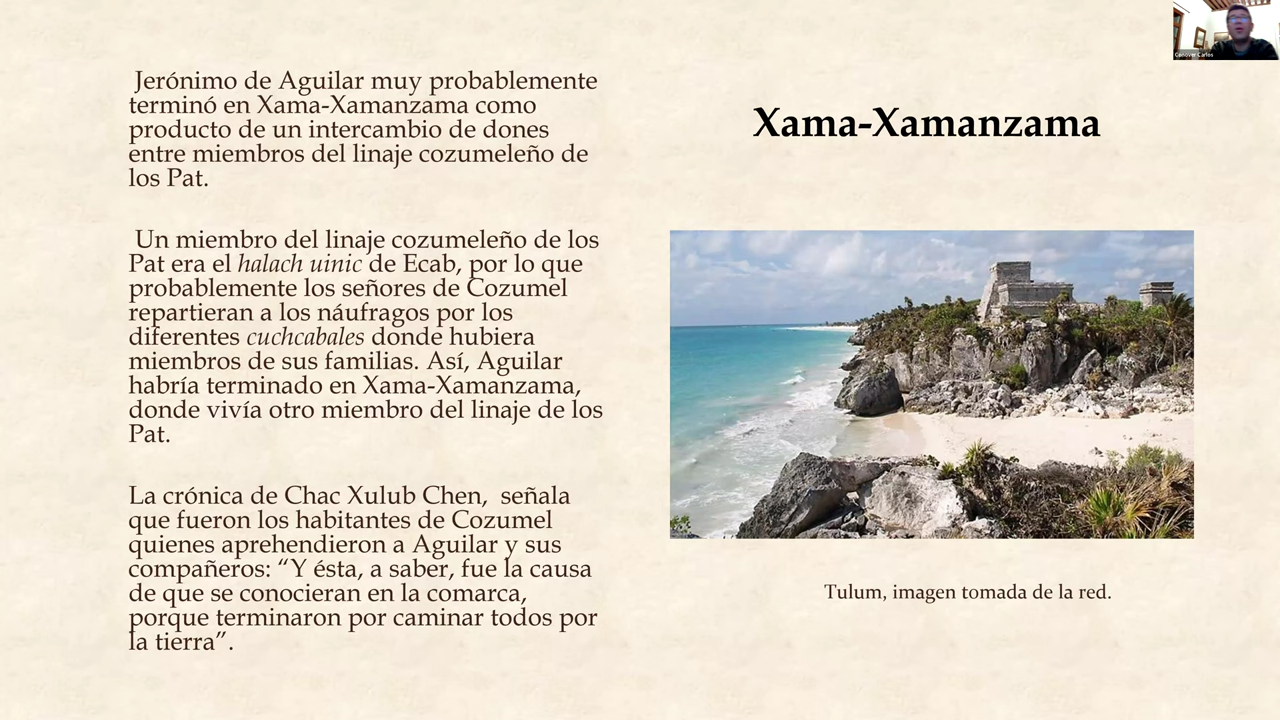 Jerónimo de Aguilar muy probablemente
terminó en Xama-Xamanzama como
producto de un intercambio de dones
entre miembros del linaje cozumeleño de
los Pat.
Un miembro del linaje cozumeleño de los
Pat era el halach uinic de Ecab, por lo que
probablemente los señores de Cozumel
repartieran a los náufragos por los
diferentes cuchcabales donde hubiera
miembros de sus familias. Así, Aguilar
habría terminado en Xama-Xamanzama,
donde vivía otro miembro del linaje de los
Pat.
La crónica de Chac Xulub Chen, señala
que fueron los habitantes de Cozumel
quienes aprehendieron a Aguilar y sus
compañeros: “Y ésta, a saber, fue la causa
de que se conocieran en la comarca,
porque terminaron por caminar todos por
la tierra”.
Xama-Xamanzama
Tulum, imagen tomada de la red.
Conover Carlos